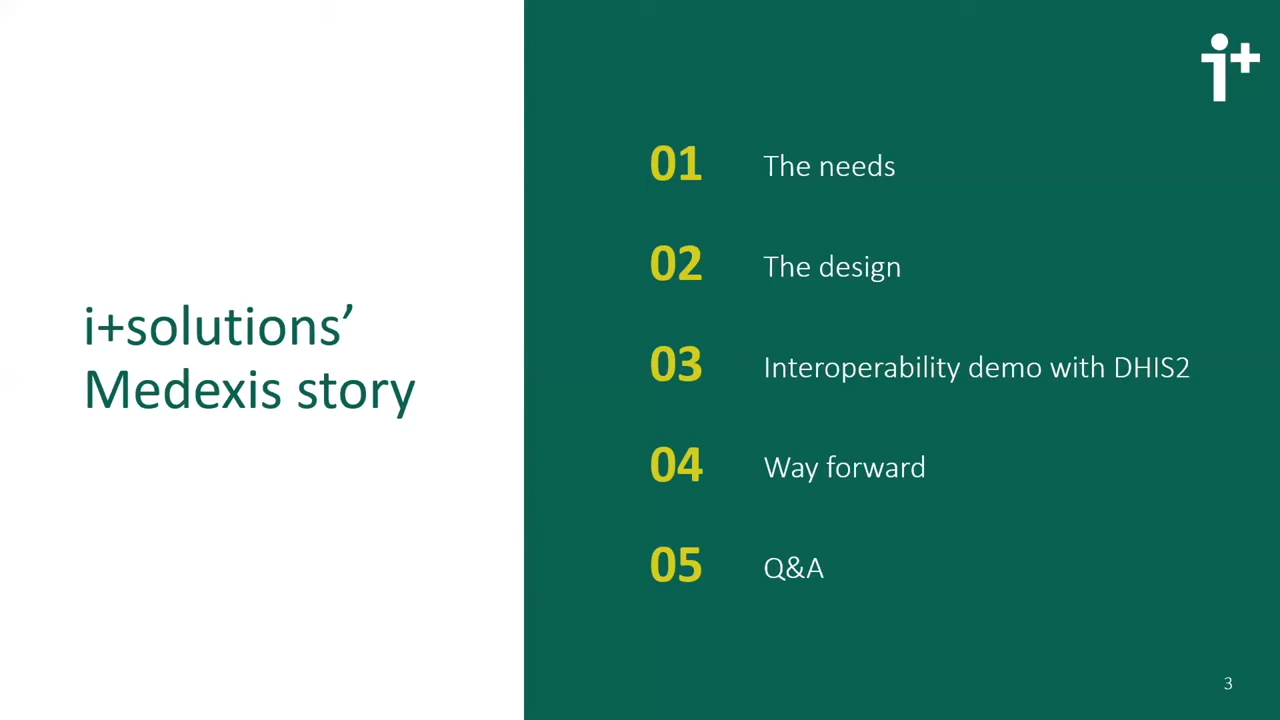 i+solutions’
Medexis story
i+
01 The needs
02 The design
03 Interoperability demo with DHIS2
04 Way forward
05 Q&A
3